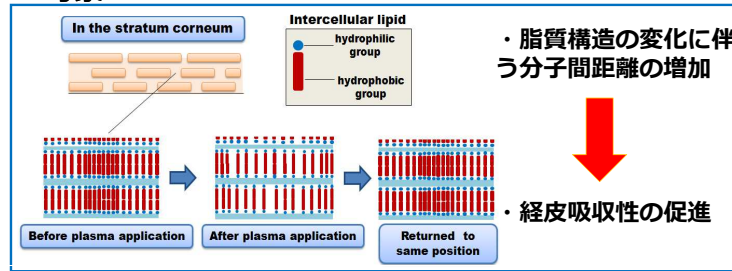 In the stratum corneum
Intercellular lipid
hydrophilic
group
hydrophobic
group
Before plasma application
After plasma application
Returned to
same position
・脂質構造の変化に伴
う分子間距離の増加
・経皮吸収性の促進